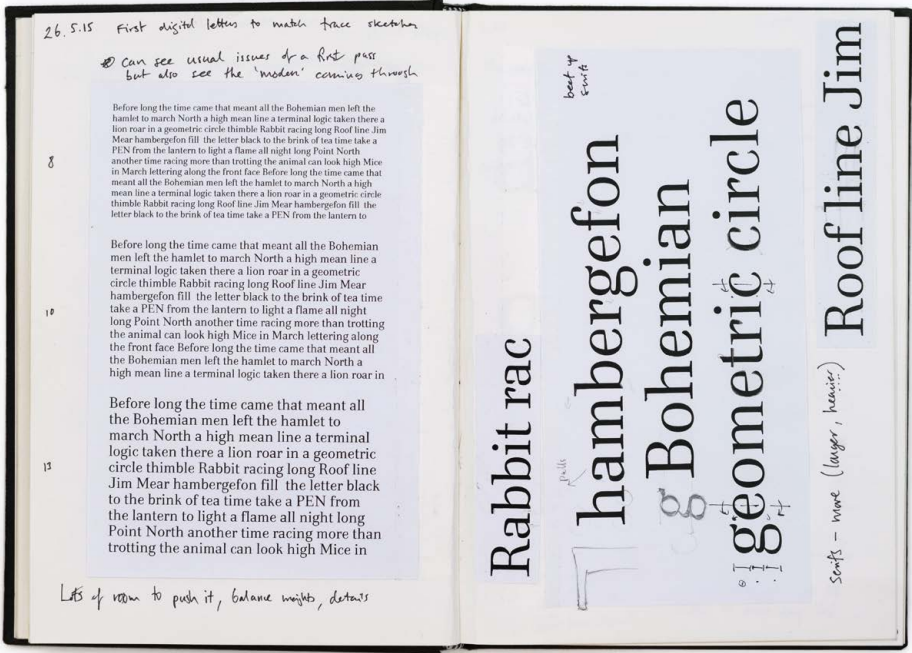 26.5.15 First digital letters to match trace sketches
can see usual issues of a first pass
but also see the 'modern' coming through
8
Before long the time came that meant all the Bohemian men left the
hamlet to march North a high mean line a terminal logic taken there a
lion roar in a geometric circle thimble Rabbit racing long Roof line Jim
Mear hambergefon fill the letter black to the brink of tea time take a
PEN from the lantern to light a flame all night long Point North
another time racing more than trotting the animal can look high Mice
in March lettering along the front face Before long the time came that
meant all the Bohemian men left the hamlet to march North a high
mean line a terminal logic taken there a lion roar in a geometric circle
thimble Rabbit racing long Roof line Jim Mear hambergefon fill the
letter black to the brink of tea time take a PEN from the lantern to
10
Before long the time came that meant all the Bohemian
men left the hamlet to march North a high mean line a
terminal logic taken there a lion roar in a geometric
circle thimble Rabbit racing long Roof line Jim Mear
hambergefon fill the letter black to the brink of tea time
take a PEN from the lantern to light a flame all night
long Point North another time racing more than trotting
the animal can look high Mice in March lettering along
the front face Before long the time came that meant all
the Bohemian men left the hamlet to march North a
high mean line a terminal logic taken there a lion roar in
13
Before long the time came that meant all
the Bohemian men left the hamlet to
march North a high mean line a terminal
logic taken there a lion roar in a geometric
circle thimble Rabbit racing long Roof line
Jim Mear hambergefon fill the letter black
to the brink of tea time take a PEN from
the lantern to light a flame all night long
Point North another time racing more than
trotting the animal can look high Mice in
Lots of room to push it, balance weights, details
Rabbit rac
beef up
serifs
hambergefon
g Bohemian
geometric circle
Serifs - more (larger, heavier)
Roof line Jim